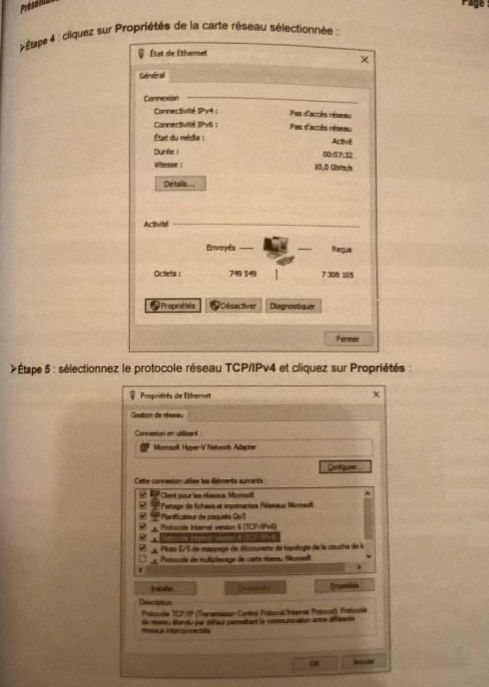 Page
➢Étape 4 : cliquez sur Propriétés de la carte réseau sélectionnée :
État de Ethernet
Général
Connexion
Connectivité IPv4 : Pas d'accès réseau
Connectivité IPv6 : Pas d'accès réseau
État du média : Activé
Durée : 00:07:32
Vitesse : 10,0 Gbits/s
Détails...
Activité
Envoyés — Reçus
Octets : 749 549 | 7 308 105
Propriétés Désactiver Diagnostiquer
Fermer
➢Étape 5 : sélectionnez le protocole réseau TCP/IPv4 et cliquez sur Propriétés :
Propriétés de Ethernet
Gestion de réseau
Connexion en utilisant :
Microsoft Hyper-V Network Adapter
Configurer...
Cette connexion utilise les éléments suivants :
Client pour les réseaux Microsoft
Partage de fichiers et imprimantes Réseaux Microsoft
Planificateur de paquets QoS
Protocole Internet version 6 (TCP/IPv6)
Protocole Internet version 4 (TCP/IPv4)
Pilote E/S de mappage de découverte de topologie de la couche de li
Protocole de multiplexage de carte réseau Microsoft
Installer... Désinstaller Propriétés
Description
Protocole TCP/IP (Transmission Control Protocol/Internet Protocol). Protocole
de réseau étendu par défaut permettant la communication entre différents
réseaux interconnectés
OK Annuler